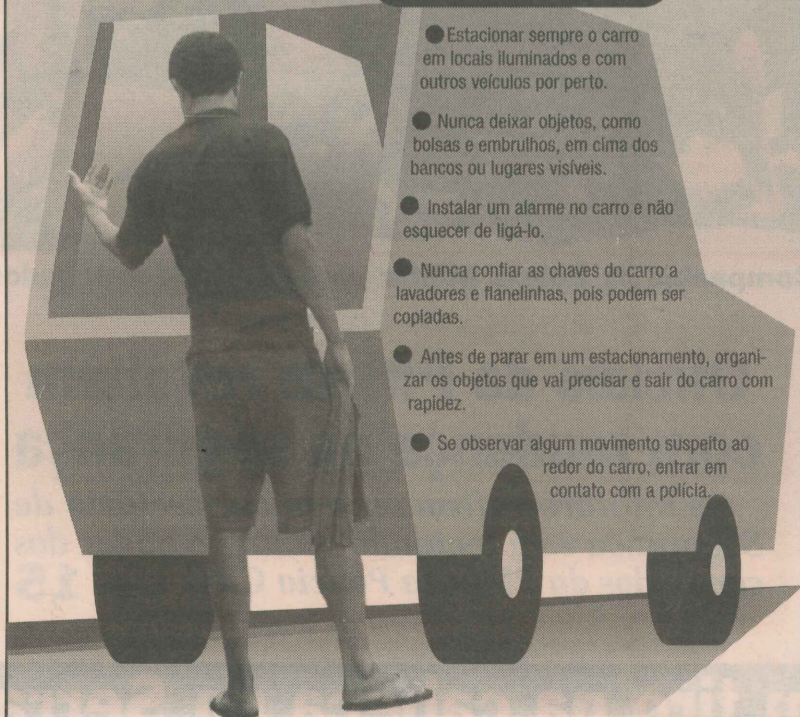 ● Estacionar sempre o carro
em locais iluminados e com
outros veículos por perto.
● Nunca deixar objetos, como
bolsas e embrulhos, em cima dos
bancos ou lugares visíveis.
● Instalar um alarme no carro e não
esquecer de ligá-lo.
● Nunca confiar as chaves do carro a
lavadores e flanelinhas, pois podem ser
copiadas.
● Antes de parar em um estacionamento, organi-
zar os objetos que vai precisar e sair do carro com
rapidez.
● Se observar algum movimento suspeito ao
redor do carro, entrar em
contato com a polícia.